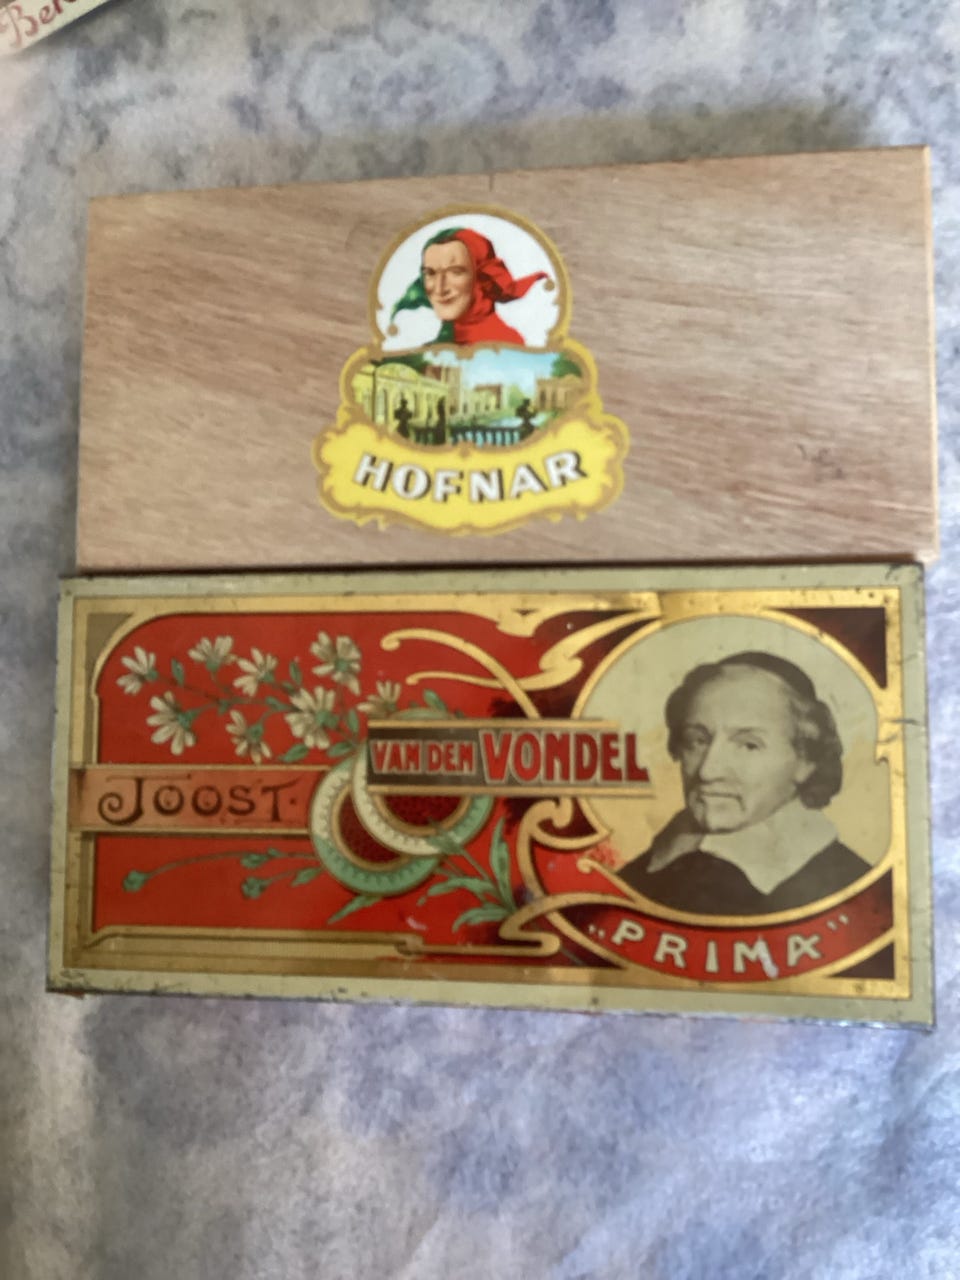 HOFNAR
JOOST
VAN DEN VONDEL
„PRIMA”